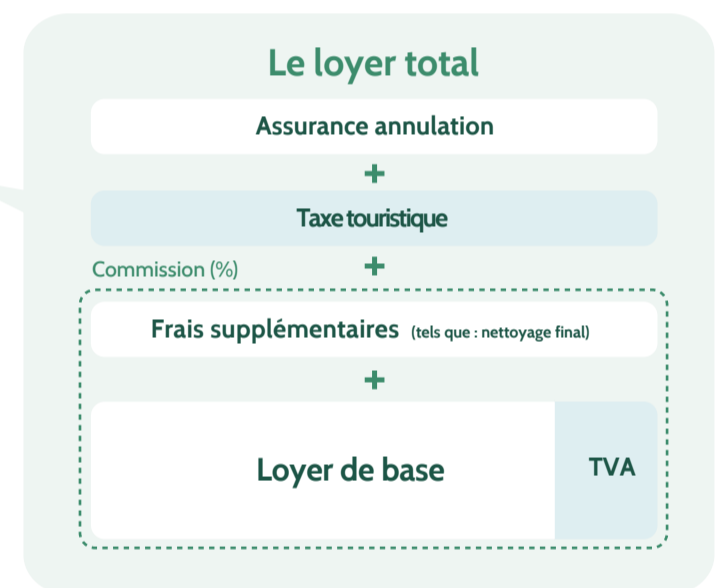 Le loyer total
Assurance annulation
+
Taxe touristique
Commission (%)
+
Frais supplémentaires (tels que : nettoyage final)
+
Loyer de base
TVA